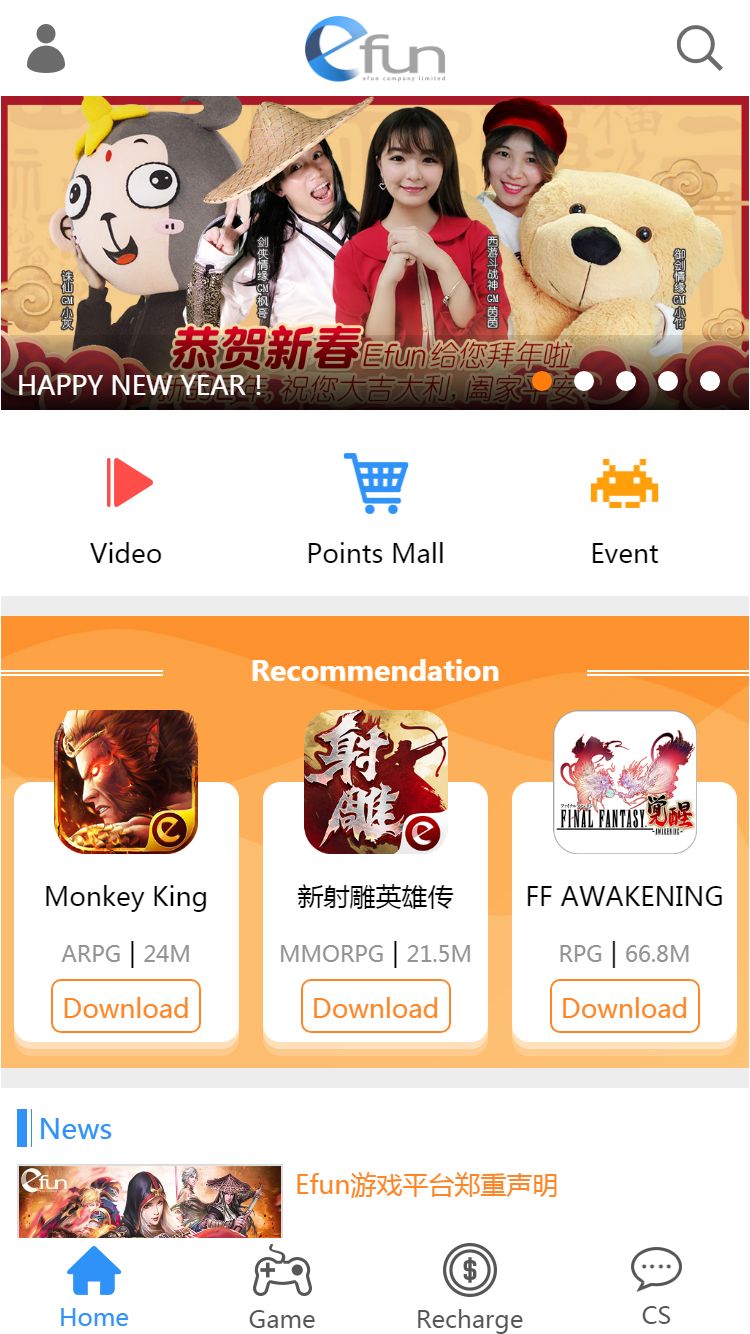 efun
efun company limited
诛仙GM小灰
剑侠情缘GM枫哥
西游斗战神GM茵茵
御剑情缘GM小竹
恭贺新春Efun给您拜年啦
祝您大吉大利,阖家平安!
HAPPY NEW YEAR !
Video
Points Mall
Event
Recommendation
射雕
FINAL FANTASY 覚醒
-AWAKENING-
Monkey King
新射雕英雄传
FF AWAKENING
ARPG | 24M
MMORPG | 21.5M
RPG | 66.8M
Download
Download
Download
News
efun
Efun游戏平台郑重声明
Home
Game
Recharge
CS